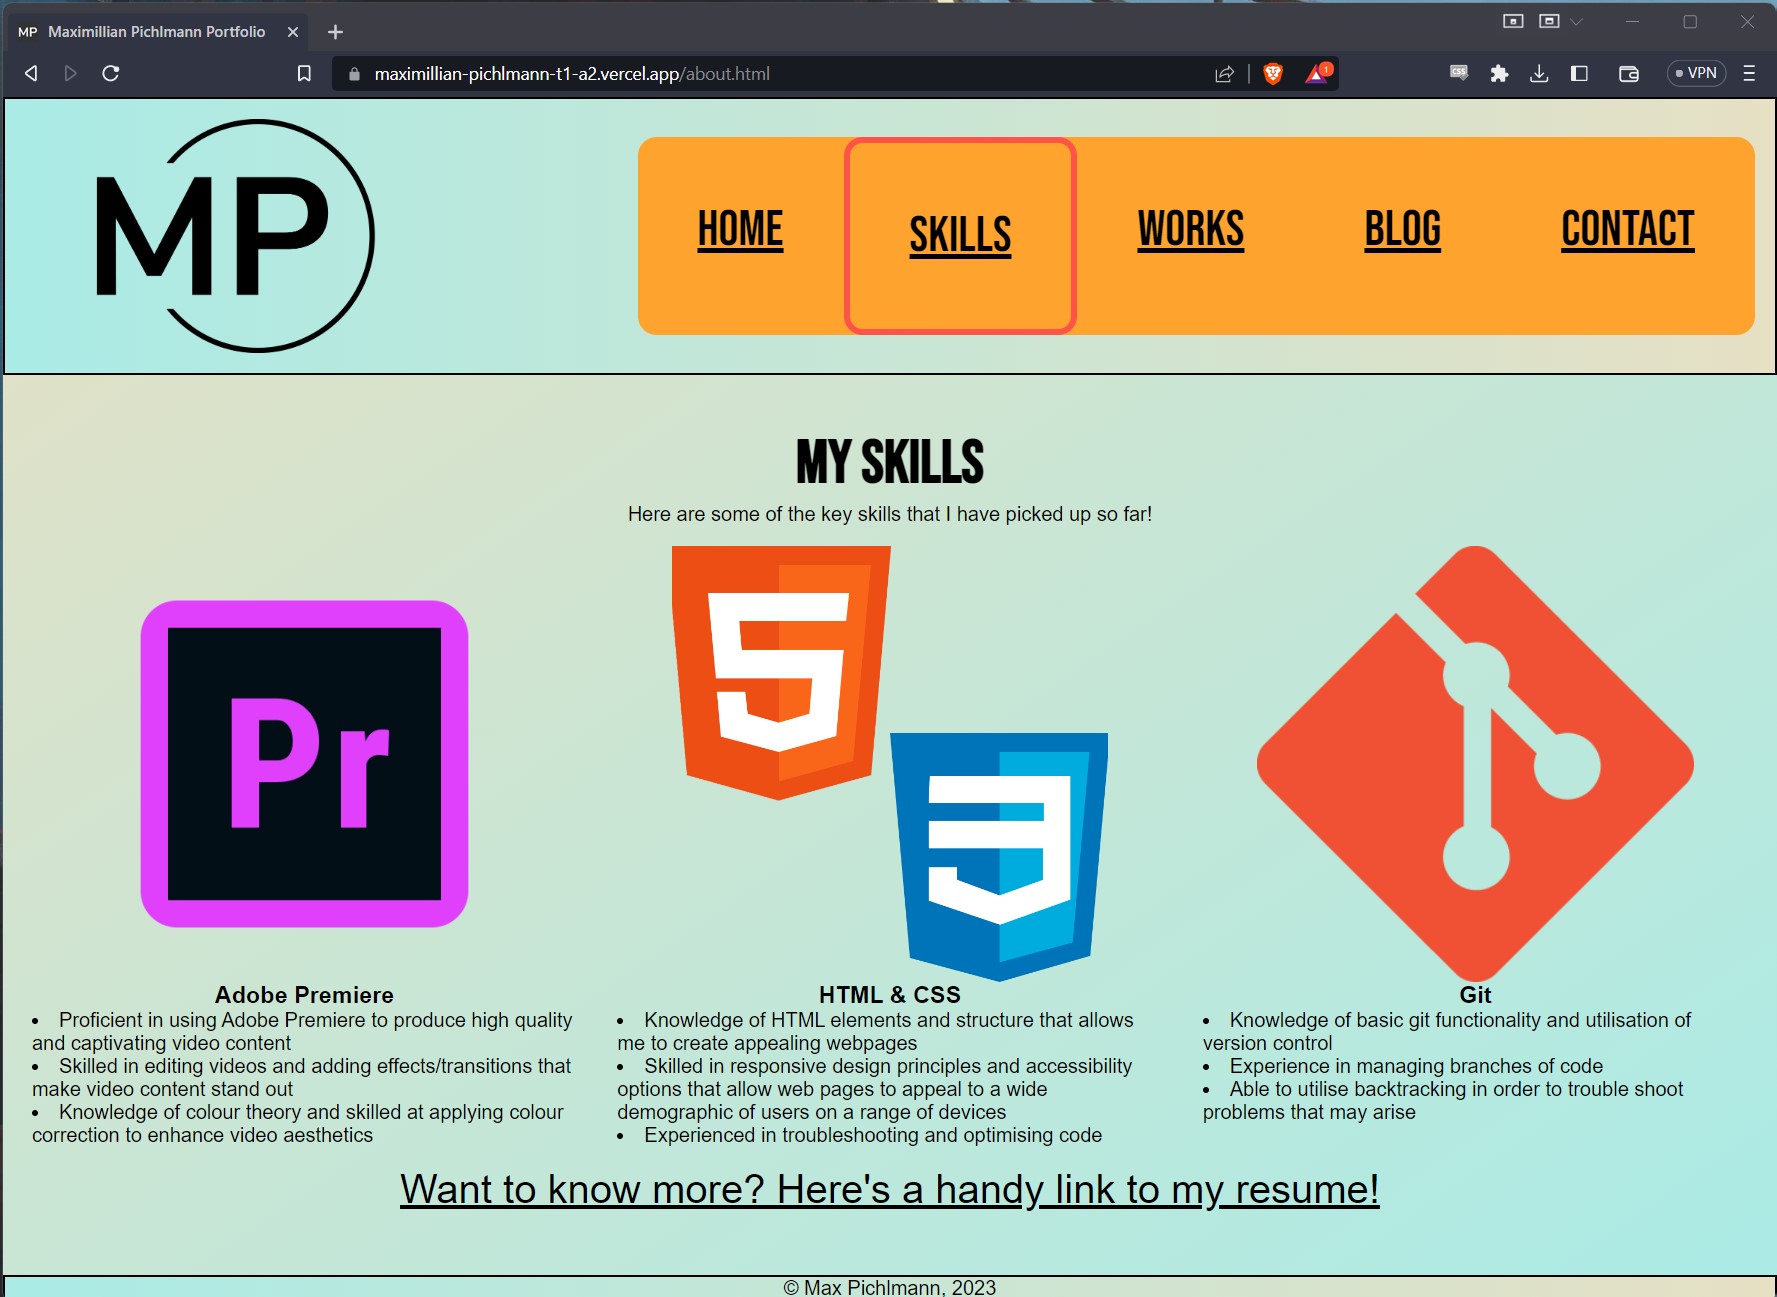 MP Maximillian Pichlmann Portfolio
maximillian-pichlmann-t1-a2.vercel.app/about.html
CSS
1
VPN
MP
HOME
SKILLS
WORKS
BLOG
CONTACT
MY SKILLS
Here are some of the key skills that I have picked up so far!
5
3
Pr
Adobe Premiere
• Proficient in using Adobe Premiere to produce high quality
and captivating video content
• Skilled in editing videos and adding effects/transitions that
make video content stand out
• Knowledge of colour theory and skilled at applying colour
correction to enhance video aesthetics
HTML & CSS
• Knowledge of HTML elements and structure that allows
me to create appealing webpages
• Skilled in responsive design principles and accessibility
options that allow web pages to appeal to a wide
demographic of users on a range of devices
• Experienced in troubleshooting and optimising code
Git
• Knowledge of basic git functionality and utilisation of
version control
• Experience in managing branches of code
• Able to utilise backtracking in order to trouble shoot
problems that may arise
Want to know more? Here's a handy link to my resume!
© Max Pichlmann, 2023